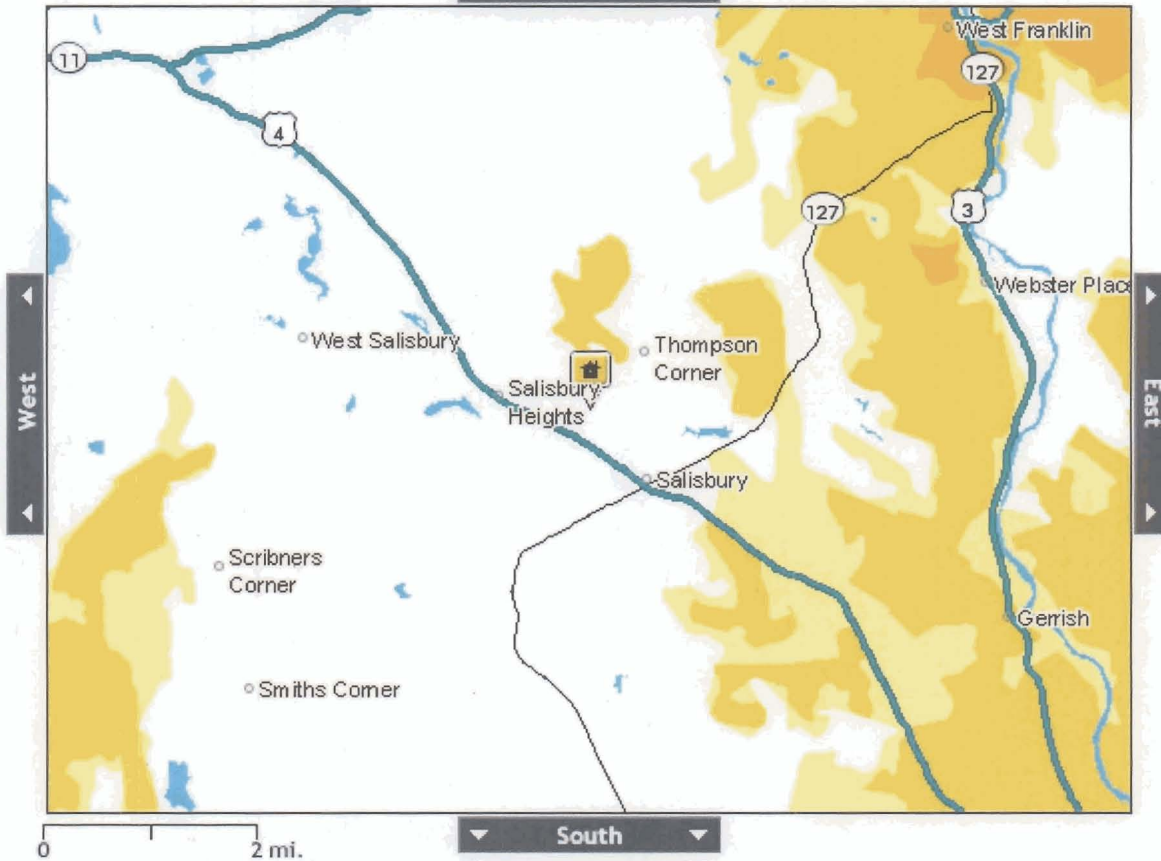 West Franklin
11
127
4
127
3
Webster Place
West Salisbury
Thompson
Corner
Salisbury
Heights
West
East
Salisbury
Scribners
Corner
Gerrish
Smiths Corner
South
0
2 mi.